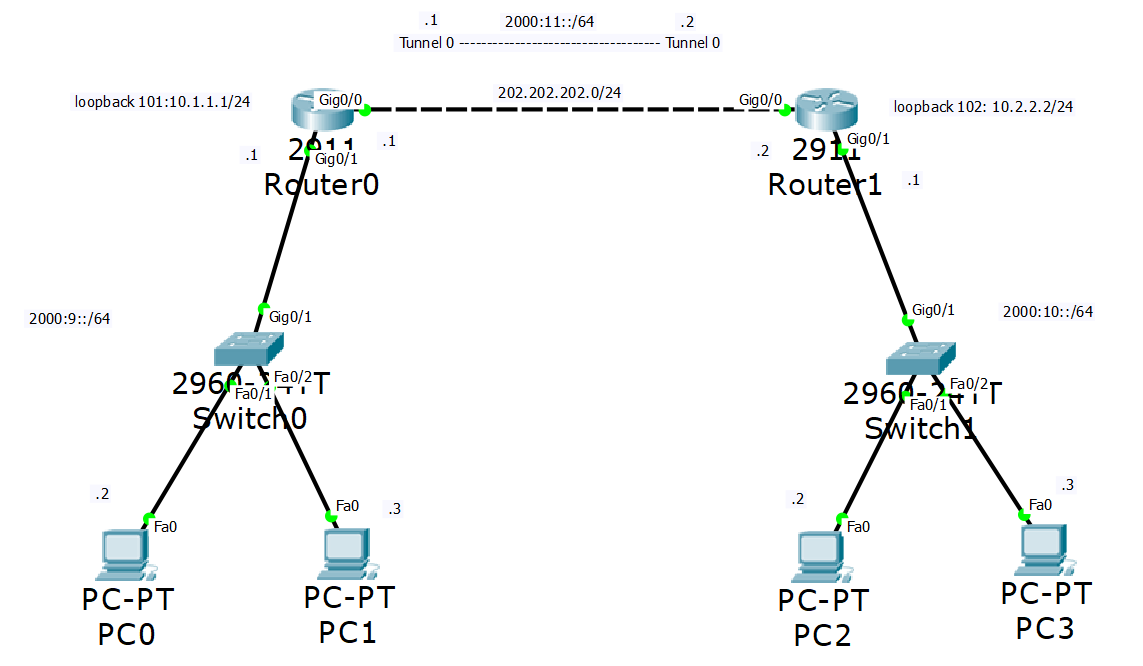 .1 2000:11::/64 .2
Tunnel 0 ---------------------------------- Tunnel 0
loopback 101:10.1.1.1/24 Gig0/0 202.202.202.0/24 Gig0/0 loopback 102: 10.2.2.2/24
.1 2911 Gig0/1 .1 .2 2911 Gig0/1
Router0 Router1 .1
2000:9::/64 Gig0/1 Gig0/1 2000:10::/64
Fa0/1 Fa0/2 Fa0/1 Fa0/2
Switch0 Switch1
.2 Fa0 Fa0 .3 .2 Fa0 Fa0 .3
PC-PT PC-PT PC-PT PC-PT
PC0 PC1 PC2 PC3